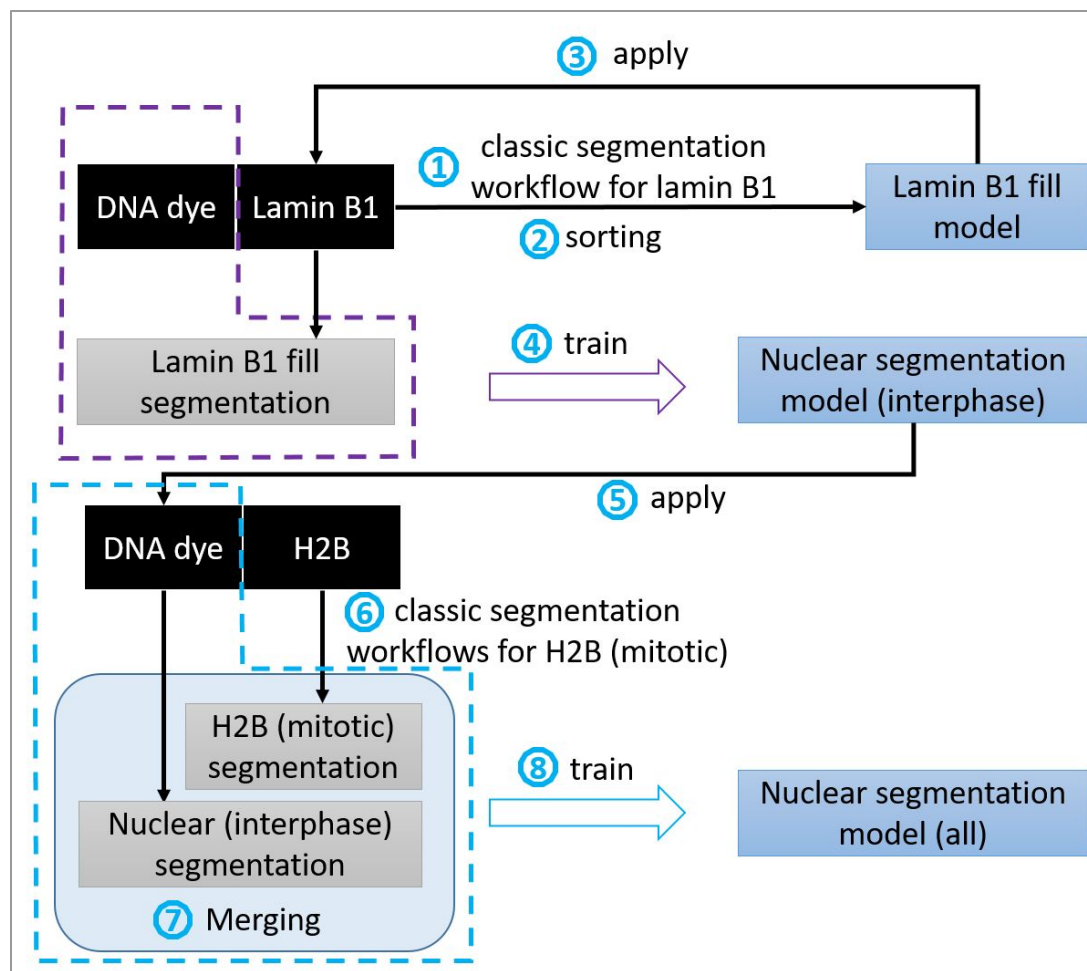 ③ apply
① classic segmentation
workflow for lamin B1
DNA dye
Lamin B1
Lamin B1 fill
model
② sorting
Lamin B1 fill
segmentation
④ train
Nuclear segmentation
model (interphase)
⑤ apply
DNA dye
H2B
⑥ classic segmentation
workflows for H2B (mitotic)
H2B (mitotic)
segmentation
⑧ train
Nuclear segmentation
model (all)
Nuclear (interphase)
segmentation
⑦ Merging